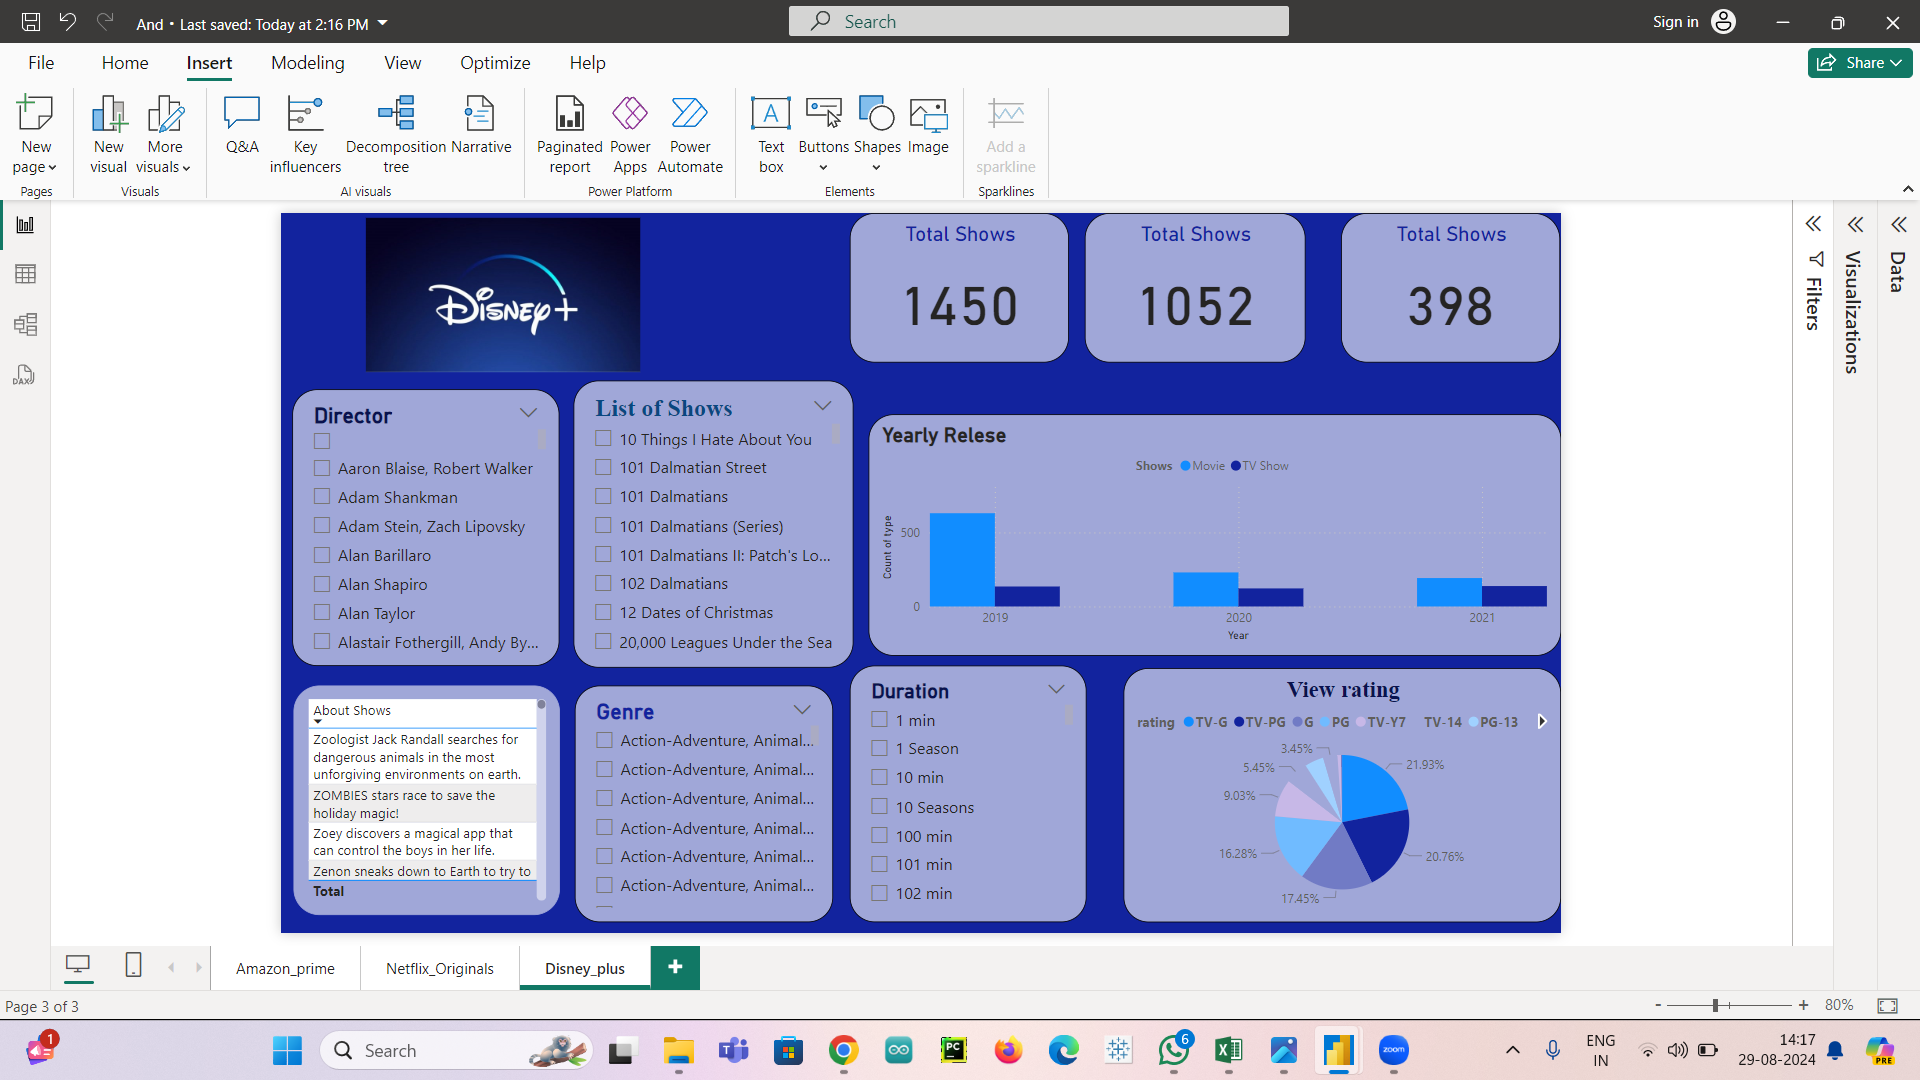 And • Last saved: Today at 2:16 PM
Search
Sign in
File Home Insert Modeling View Optimize Help
Share
New page
Pages
New visual
More visuals
Visuals
Q&A
Key influencers
Decomposition tree
Narrative
AI visuals
Paginated report
Power Apps
Power Automate
Power Platform
Text box
Buttons
Shapes
Image
Elements
Add a sparkline
Sparklines
DAX
Disney+
Total Shows
1450
Total Shows
1052
Total Shows
398
Filters
Visualizations
Data
Director
Aaron Blaise, Robert Walker
Adam Shankman
Adam Stein, Zach Lipovsky
Alan Barillaro
Alan Shapiro
Alan Taylor
Alastair Fothergill, Andy By...
List of Shows
10 Things I Hate About You
101 Dalmatian Street
101 Dalmatians
101 Dalmatians (Series)
101 Dalmatians II: Patch's Lo...
102 Dalmatians
12 Dates of Christmas
20,000 Leagues Under the Sea
Yearly Relese
Shows Movie TV Show
Count of type
500
0
2019 2020 2021
Year
About Shows
Zoologist Jack Randall searches for
dangerous animals in the most
unforgiving environments on earth.
ZOMBIES stars race to save the
holiday magic!
Zoey discovers a magical app that
can control the boys in her life.
Zenon sneaks down to Earth to try to
Total
Genre
Action-Adventure, Animal...
Action-Adventure, Animal...
Action-Adventure, Animal...
Action-Adventure, Animal...
Action-Adventure, Animal...
Action-Adventure, Animal...
Duration
1 min
1 Season
10 min
10 Seasons
100 min
101 min
102 min
View rating
rating TV-G TV-PG G PG TV-Y7 TV-14 PG-13
3.45%
5.45%
21.93%
9.03%
16.28%
20.76%
17.45%
Amazon_prime Netflix_Originals Disney_plus +
Page 3 of 3
- + 80%
1
Search
PC
6
zoom
ENG
IN
14:17
29-08-2024
PRE